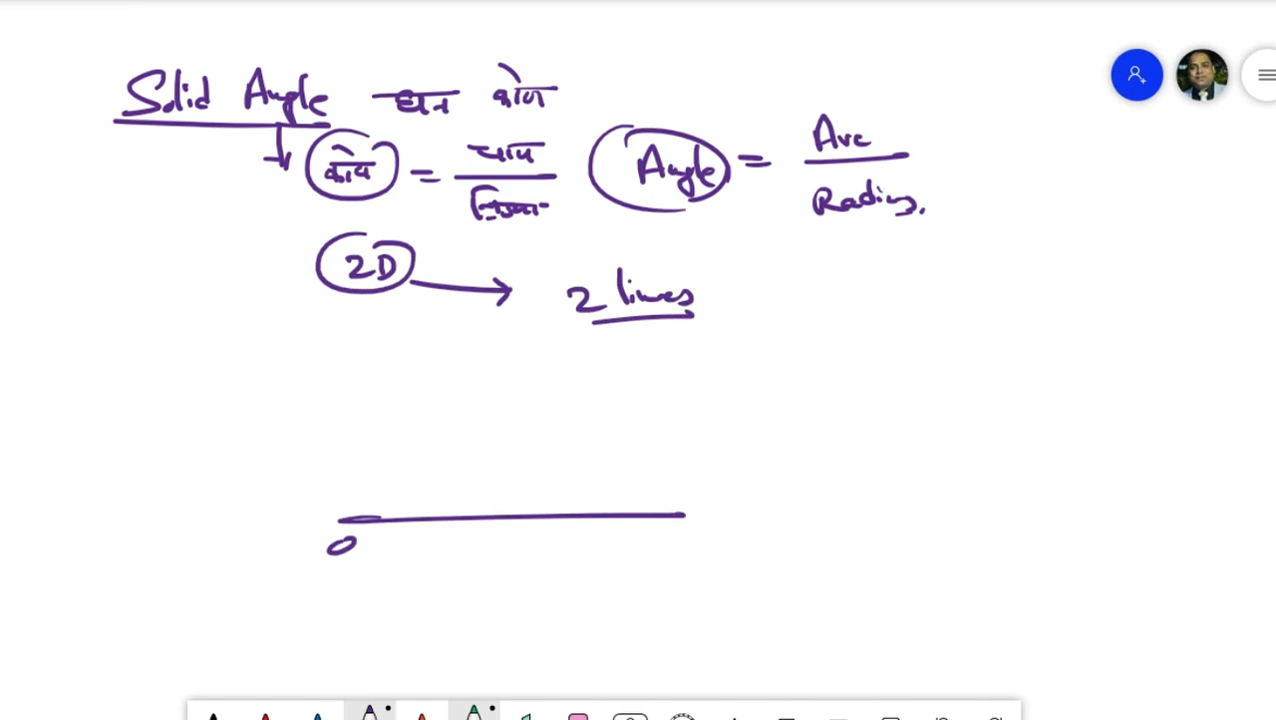 Solid Angle घन कोण
कोण = चाप / त्रिज्या Angle = Arc / Radius.
2D → 2 lines
O